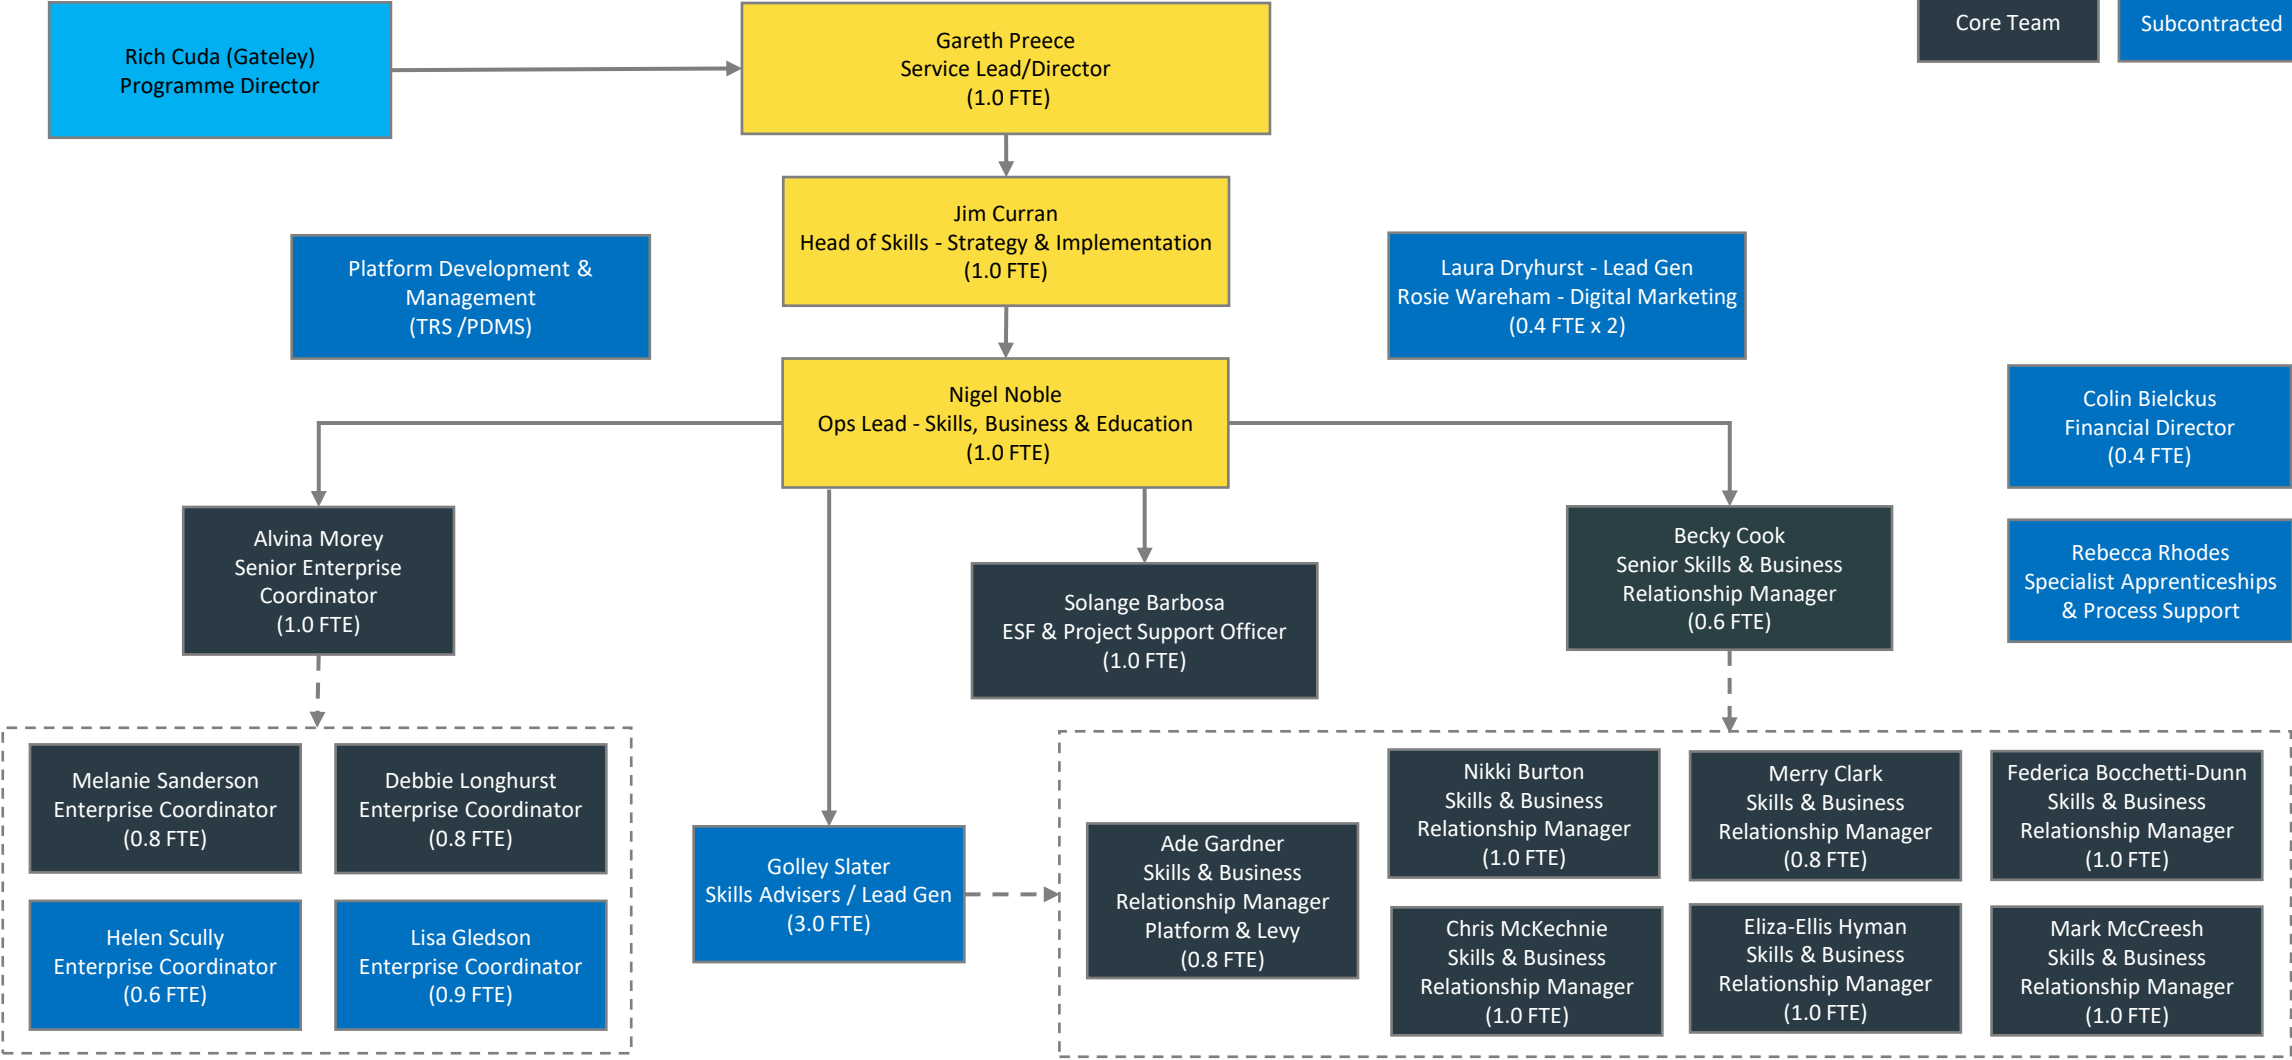 Rich Cuda (Gateley)
Programme Director
Gareth Preece
Service Lead/Director
(1.0 FTE)
Core Team
Subcontracted
Jim Curran
Head of Skills - Strategy & Implementation
(1.0 FTE)
Platform Development &
Management
(TRS /PDMS)
Laura Dryhurst - Lead Gen
Rosie Wareham - Digital Marketing
(0.4 FTE x 2)
Nigel Noble
Ops Lead - Skills, Business & Education
(1.0 FTE)
Colin Bielckus
Financial Director
(0.4 FTE)
Alvina Morey
Senior Enterprise
Coordinator
(1.0 FTE)
Solange Barbosa
ESF & Project Support Officer
(1.0 FTE)
Becky Cook
Senior Skills & Business
Relationship Manager
(0.6 FTE)
Rebecca Rhodes
Specialist Apprenticeships
& Process Support
Melanie Sanderson
Enterprise Coordinator
(0.8 FTE)
Debbie Longhurst
Enterprise Coordinator
(0.8 FTE)
Helen Scully
Enterprise Coordinator
(0.6 FTE)
Lisa Gledson
Enterprise Coordinator
(0.9 FTE)
Golley Slater
Skills Advisers / Lead Gen
(3.0 FTE)
Ade Gardner
Skills & Business
Relationship Manager
Platform & Levy
(0.8 FTE)
Nikki Burton
Skills & Business
Relationship Manager
(1.0 FTE)
Merry Clark
Skills & Business
Relationship Manager
(0.8 FTE)
Federica Bocchetti-Dunn
Skills & Business
Relationship Manager
(1.0 FTE)
Chris McKechnie
Skills & Business
Relationship Manager
(1.0 FTE)
Eliza-Ellis Hyman
Skills & Business
Relationship Manager
(1.0 FTE)
Mark McCreesh
Skills & Business
Relationship Manager
(1.0 FTE)